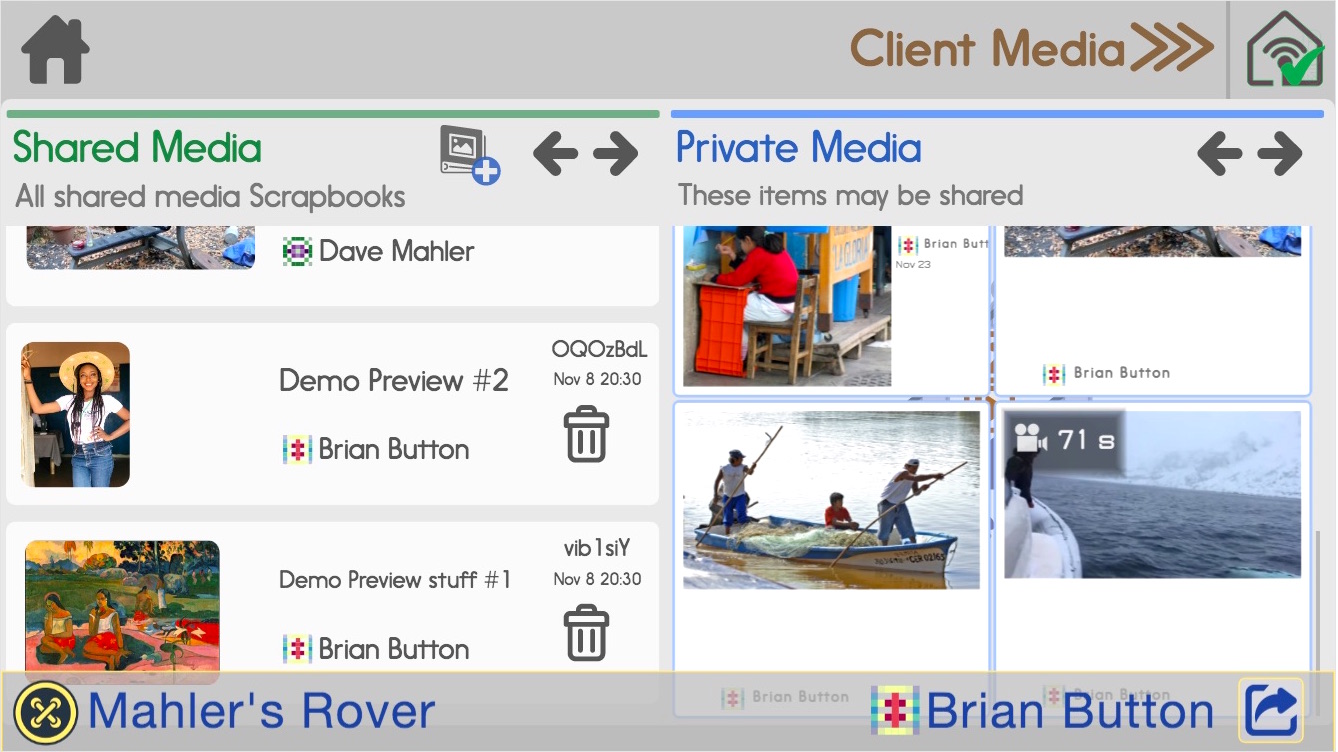 Client Media
Shared Media
All shared media Scrapbooks
Dave Mahler
OQOzBdL
Demo Preview #2
Nov 8 20:30
Brian Button
vib1siY
Demo Preview stuff #1
Nov 8 20:30
Brian Button
Private Media
These items may be shared
LA GLORIA
Brian Butt
Nov 23
Brian Button
71 s
Brian Button
Brian Button
Mahler's Rover
Brian Button